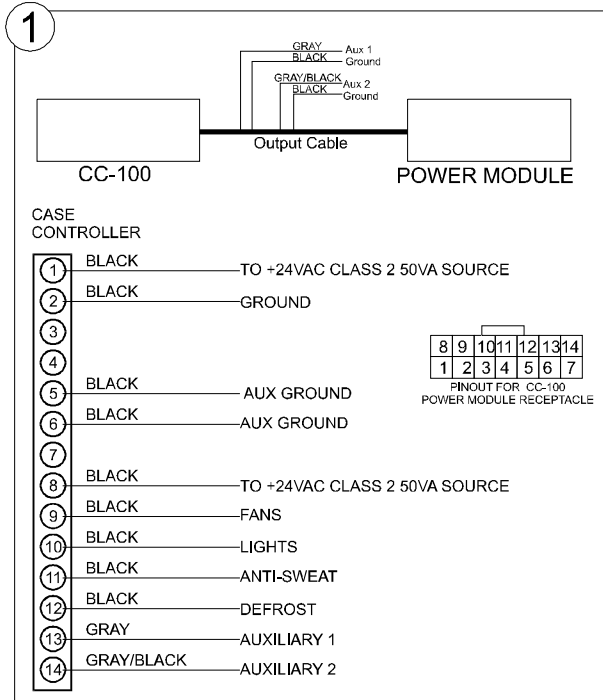 1
GRAY Aux 1
BLACK Ground
GRAY/BLACK Aux 2
BLACK Ground
Output Cable
CC-100 POWER MODULE
CASE
CONTROLLER
1 BLACK TO +24VAC CLASS 2 50VA SOURCE
2 BLACK GROUND
3
4
5 BLACK AUX GROUND
6 BLACK AUX GROUND
7
8 BLACK TO +24VAC CLASS 2 50VA SOURCE
9 BLACK FANS
10 BLACK LIGHTS
11 BLACK ANTI-SWEAT
12 BLACK DEFROST
13 GRAY AUXILIARY 1
14 GRAY/BLACK AUXILIARY 2
8 9 10 11 12 13 14
1 2 3 4 5 6 7
PINOUT FOR CC-100
POWER MODULE RECEPTACLE